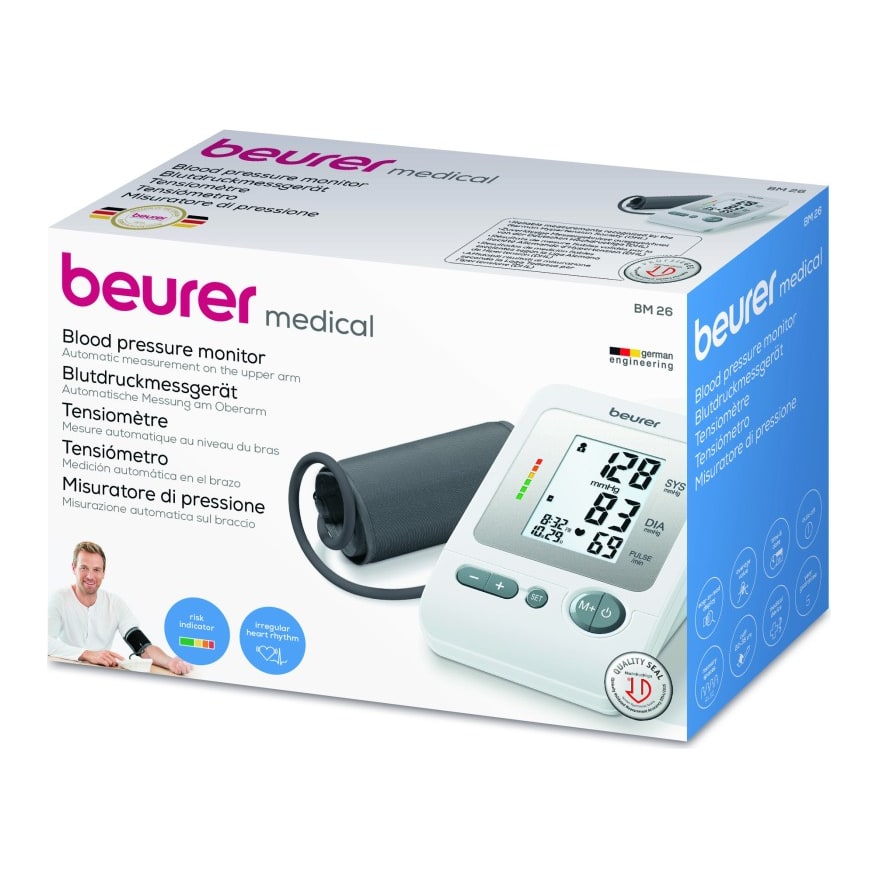 beurer medical
Blood pressure monitor
Blutdruckmessgerät
Tensiomètre
Tensiómetro
Misuratore di pressione
beurer
BM 26
beurer medical
Blood pressure monitor
Automatic measurement on the upper arm
Blutdruckmessgerät
Automatische Messung am Oberarm
Tensiomètre
Mesure automatique au niveau du bras
Tensiómetro
Medición automática en el brazo
Misuratore di pressione
Misurazione automatica sul braccio
risk
indicator
irregular
heart rhythm
BM 26
german
engineering
beurer
128
mmHg
SYS
mmHg
83
DIA
mmHg
8:32 PM
10.29
69
PULSE
/min
− +
SET
M+
QUALITY SEAL
BM 26
beurer medical
Blood pressure monitor
Blutdruckmessgerät
Tensiomètre
Tensiómetro
Misuratore di pressione